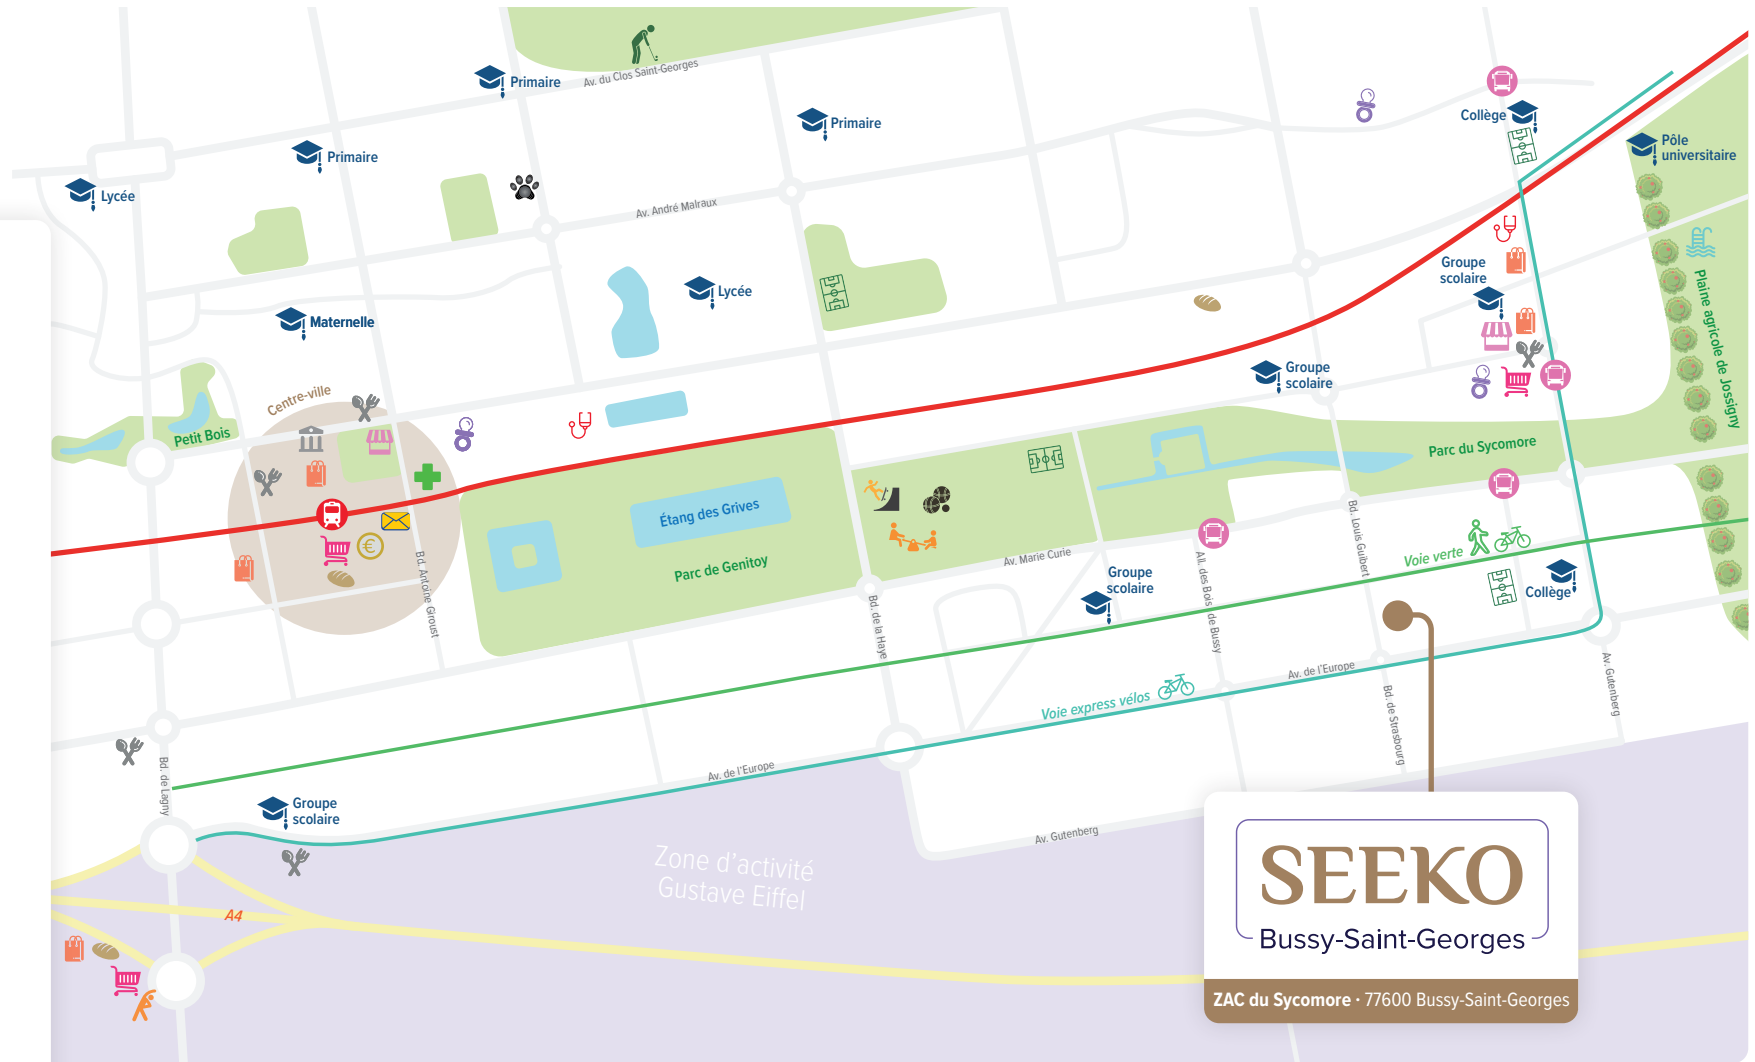 Av. du Clos Saint-Georges
Primaire
Collège
Primaire
Pôle
universitaire
Primaire
Lycée
Av. André Malraux
Groupe
scolaire
Lycée
Plaine agricole de Jossigny
Maternelle
Groupe
scolaire
Centre-ville
Petit Bois
Parc du Sycomore
Étang des Grives
Bd. Louis Guibert
Parc de Genitoy
Av. Marie Curie
Voie verte
Bd. Antoine Giroust
All. des Bois de Bussy
Groupe
scolaire
Collège
Bd. de la Haye
Av. de l'Europe
Av. Gutenberg
Voie express vélos
Bd. de Strasbourg
Bd. de Lagny
Av. de l'Europe
Groupe
scolaire
Av. Gutenberg
Zone d'activité
Gustave Eiffel
A4
€
SEEKO
Bussy-Saint-Georges
ZAC du Sycomore · 77600 Bussy-Saint-Georges